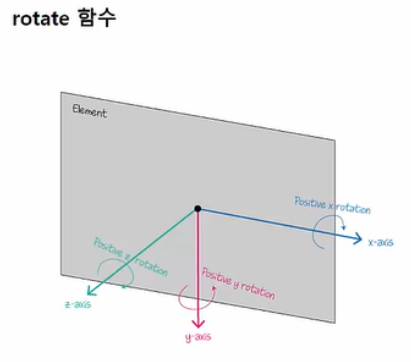 rotate 함수
Element
Positive x rotation
x-axis
Positive z rotation
z-axis
Positive y rotation
y-axis